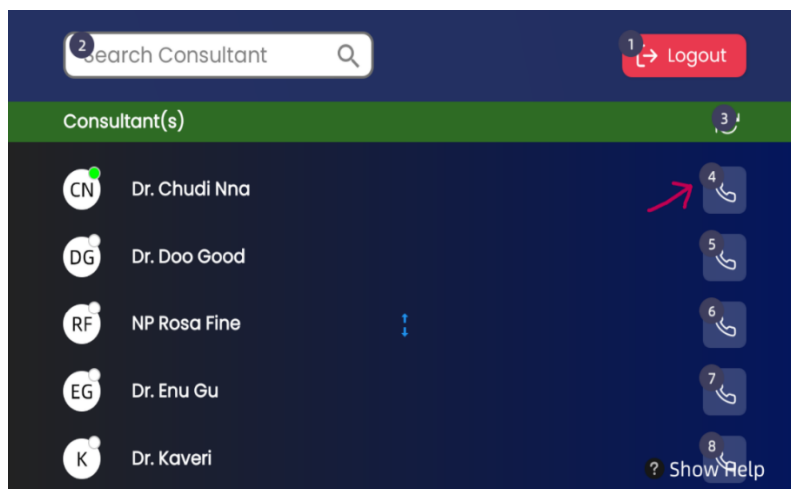 2 Search Consultant
1 Logout
Consultant(s)
3
CN Dr. Chudi Nna 4
DG Dr. Doo Good 5
RF NP Rosa Fine 6
EG Dr. Enu Gu 7
K Dr. Kaveri 8
? Show Help